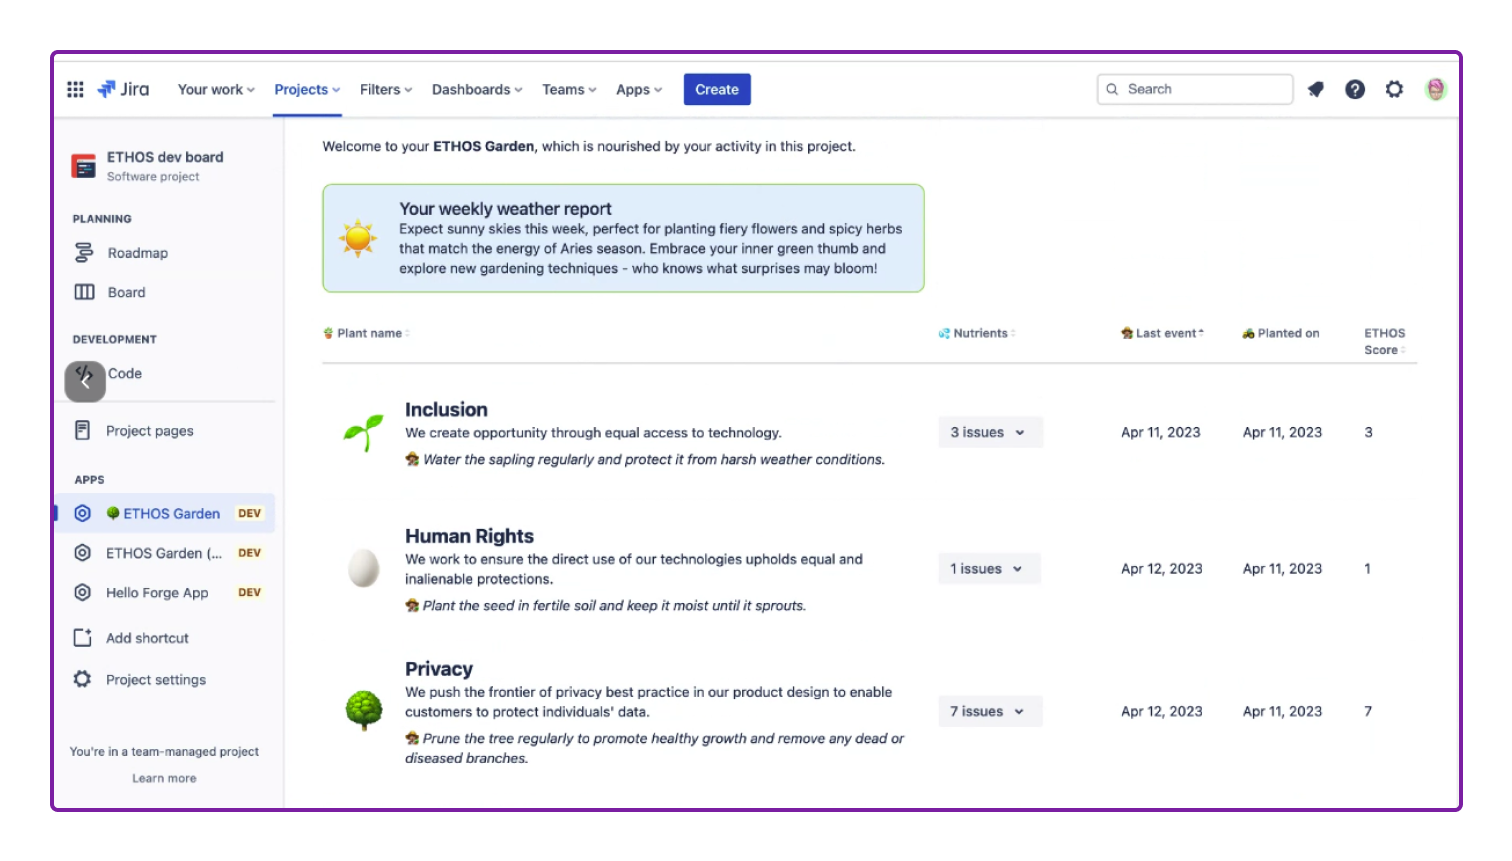 Jira Your work Projects Filters Dashboards Teams Apps Create Search
ETHOS dev board
Software project
PLANNING
Roadmap
Board
DEVELOPMENT
Code
Project pages
APPS
ETHOS Garden DEV
ETHOS Garden (... DEV
Hello Forge App DEV
Add shortcut
Project settings
You're in a team-managed project
Learn more
Welcome to your ETHOS Garden, which is nourished by your activity in this project.
Your weekly weather report
Expect sunny skies this week, perfect for planting fiery flowers and spicy herbs
that match the energy of Aries season. Embrace your inner green thumb and
explore new gardening techniques - who knows what surprises may bloom!
Plant name Nutrients Last event Planted on ETHOS
Score
Inclusion
We create opportunity through equal access to technology.
Water the sapling regularly and protect it from harsh weather conditions.
3 issues Apr 11, 2023 Apr 11, 2023 3
Human Rights
We work to ensure the direct use of our technologies upholds equal and
inalienable protections.
Plant the seed in fertile soil and keep it moist until it sprouts.
1 issues Apr 12, 2023 Apr 11, 2023 1
Privacy
We push the frontier of privacy best practice in our product design to enable
customers to protect individuals' data.
Prune the tree regularly to promote healthy growth and remove any dead or
diseased branches.
7 issues Apr 12, 2023 Apr 11, 2023 7